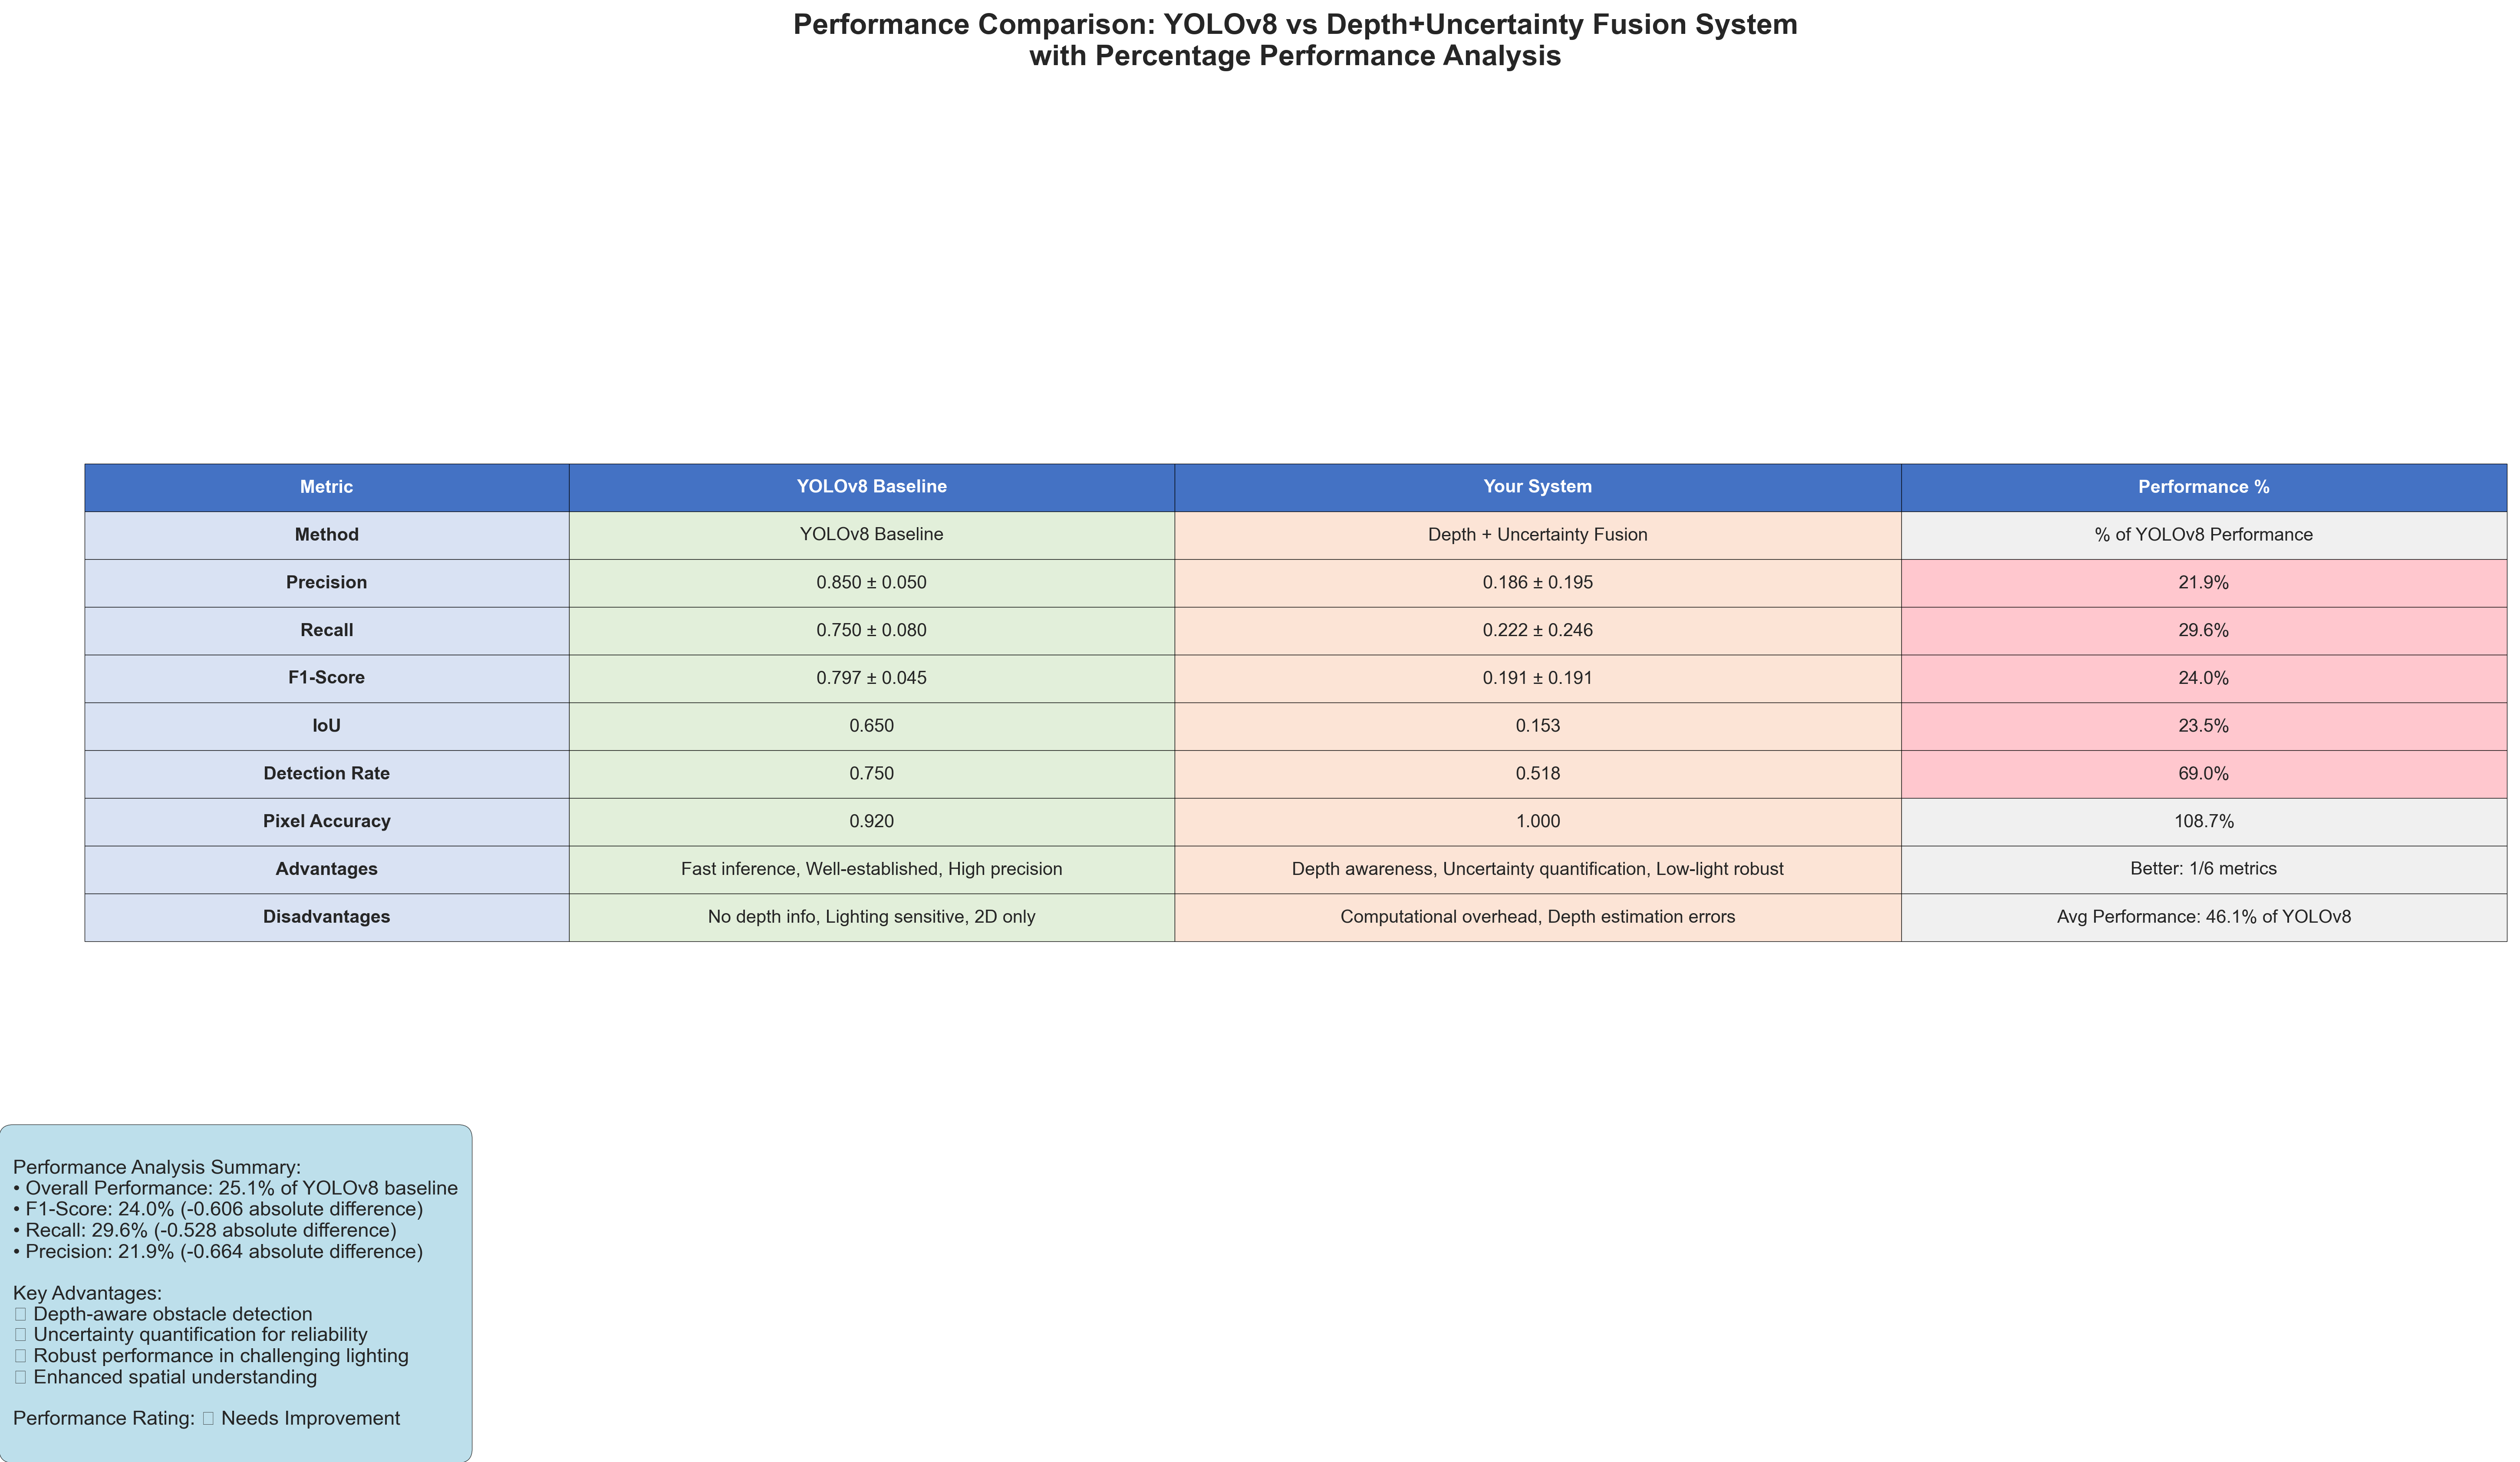 Performance Comparison: YOLOv8 vs Depth+Uncertainty Fusion System
with Percentage Performance Analysis
Metric YOLOv8 Baseline Your System Performance %
Method YOLOv8 Baseline Depth + Uncertainty Fusion % of YOLOv8 Performance
Precision 0.850 ± 0.050 0.186 ± 0.195 21.9%
Recall 0.750 ± 0.080 0.222 ± 0.246 29.6%
F1-Score 0.797 ± 0.045 0.191 ± 0.191 24.0%
IoU 0.650 0.153 23.5%
Detection Rate 0.750 0.518 69.0%
Pixel Accuracy 0.920 1.000 108.7%
Advantages Fast inference, Well-established, High precision Depth awareness, Uncertainty quantification, Low-light robust Better: 1/6 metrics
Disadvantages No depth info, Lighting sensitive, 2D only Computational overhead, Depth estimation errors Avg Performance: 46.1% of YOLOv8
Performance Analysis Summary:
• Overall Performance: 25.1% of YOLOv8 baseline
• F1-Score: 24.0% (-0.606 absolute difference)
• Recall: 29.6% (-0.528 absolute difference)
• Precision: 21.9% (-0.664 absolute difference)
Key Advantages:
▯ Depth-aware obstacle detection
▯ Uncertainty quantification for reliability
▯ Robust performance in challenging lighting
▯ Enhanced spatial understanding
Performance Rating: ▯ Needs Improvement